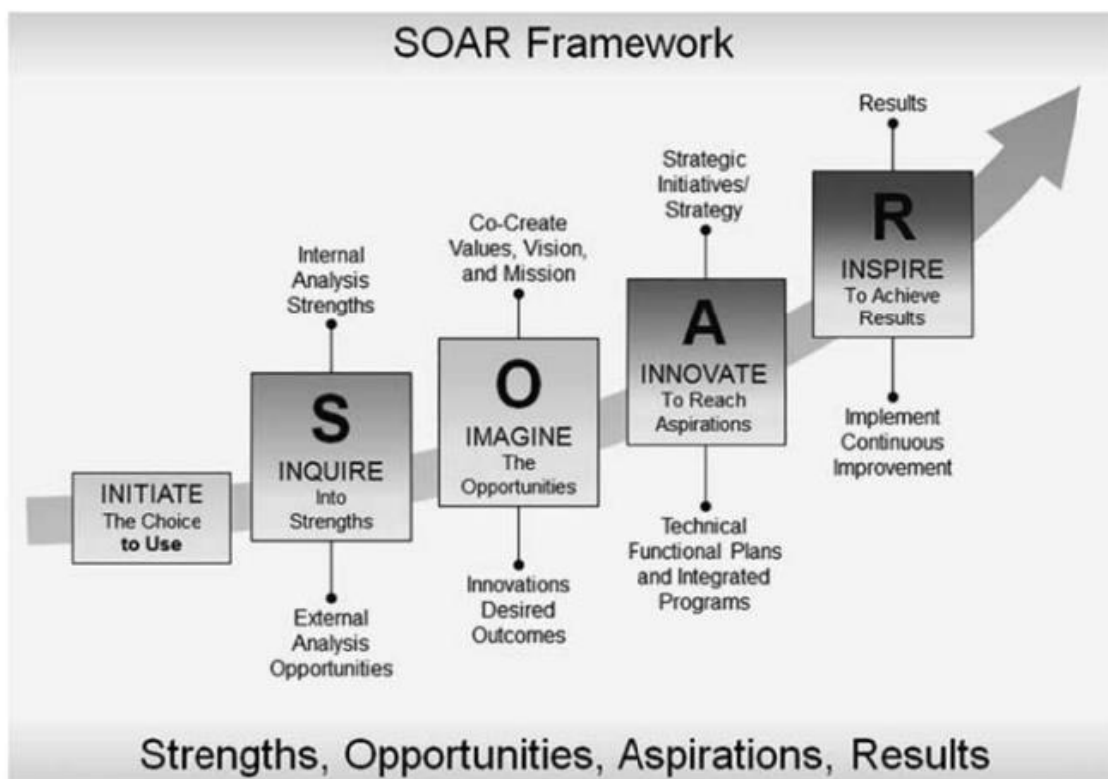 SOAR Framework
INITIATE
The Choice
to Use
Internal
Analysis
Strengths
S
INQUIRE
Into
Strengths
External
Analysis
Opportunities
Co-Create
Values, Vision,
and Mission
O
IMAGINE
The
Opportunities
Innovations
Desired
Outcomes
Strategic
Initiatives/
Strategy
A
INNOVATE
To Reach
Aspirations
Technical
Functional Plans
and Integrated
Programs
Results
R
INSPIRE
To Achieve
Results
Implement
Continuous
Improvement
Strengths, Opportunities, Aspirations, Results